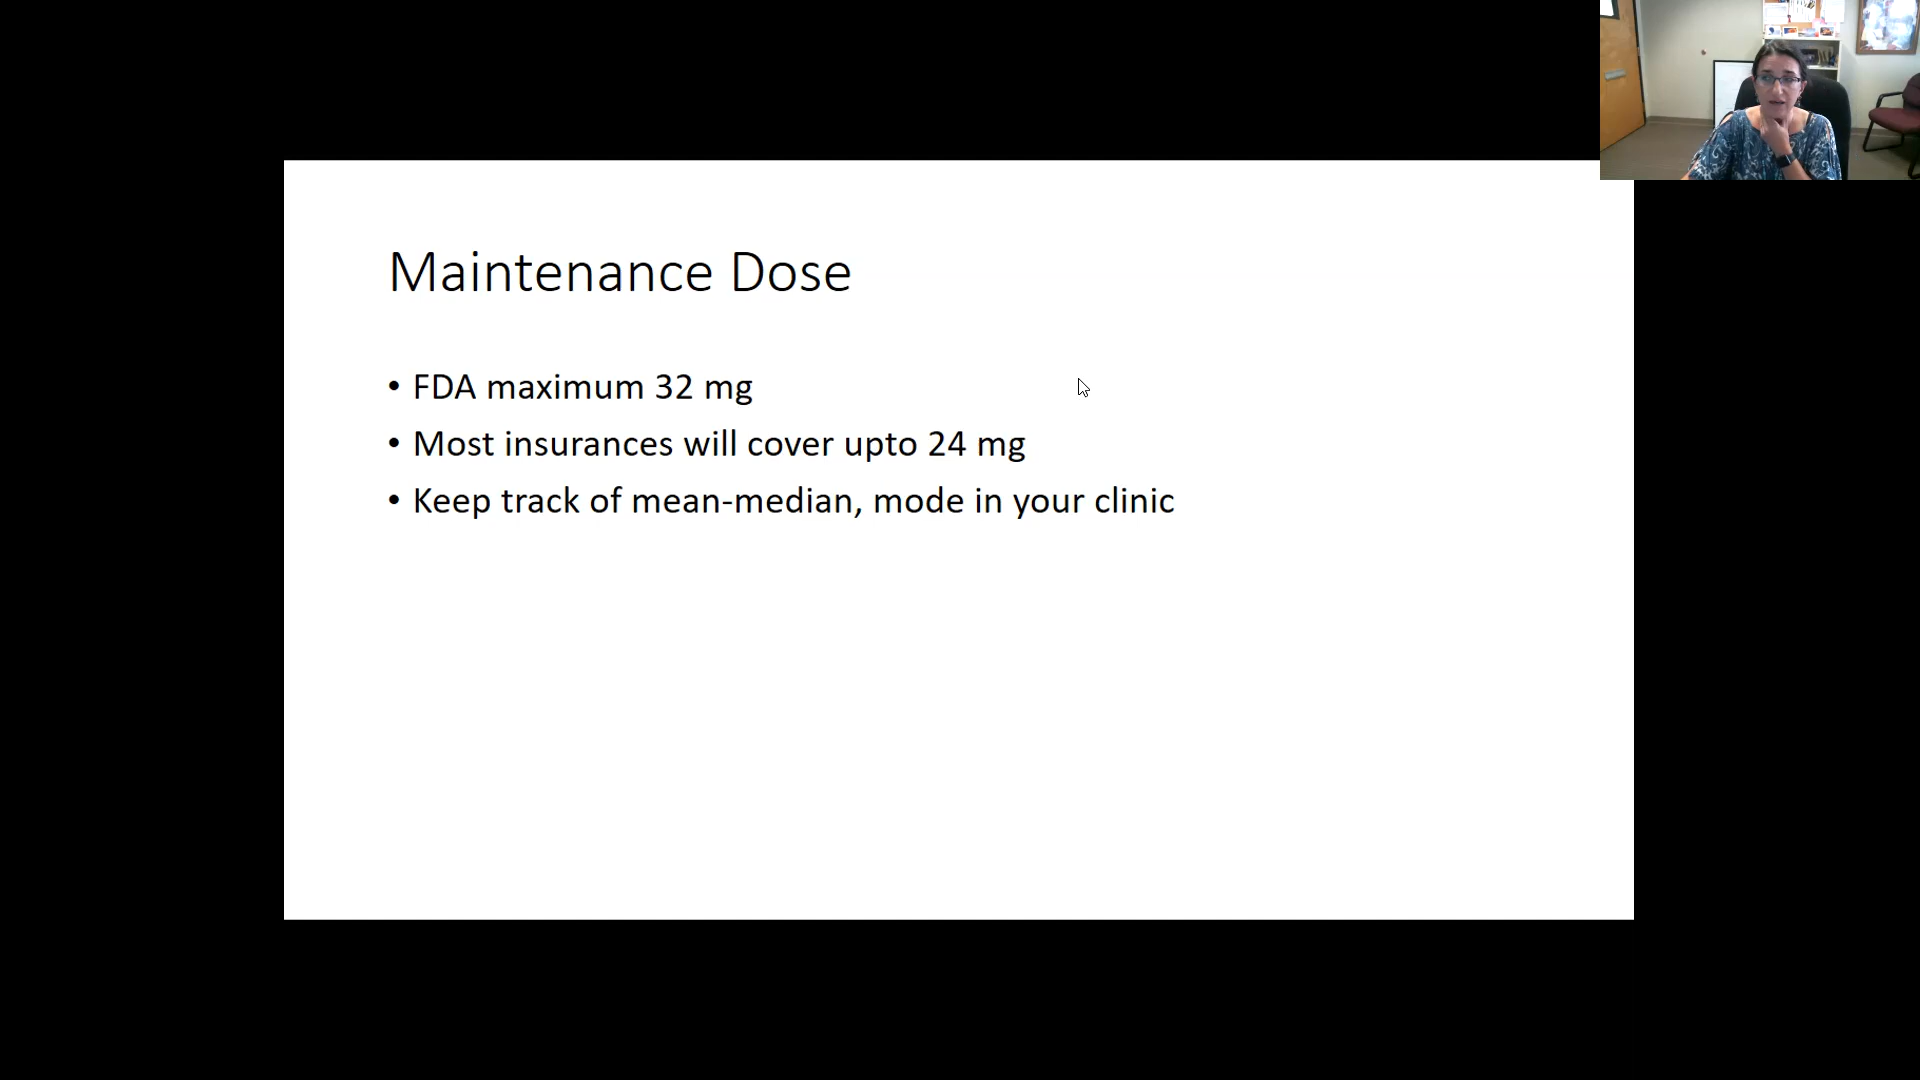 Maintenance Dose
• FDA maximum 32 mg
• Most insurances will cover upto 24 mg
• Keep track of mean-median, mode in your clinic